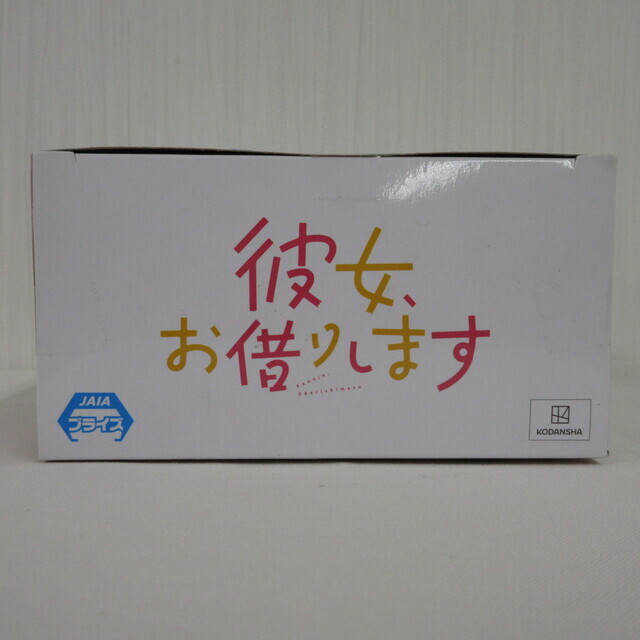 彼女、
お借りします
Kanojo,
Okarishimasu
JAIA
プライズ
KODANSHA